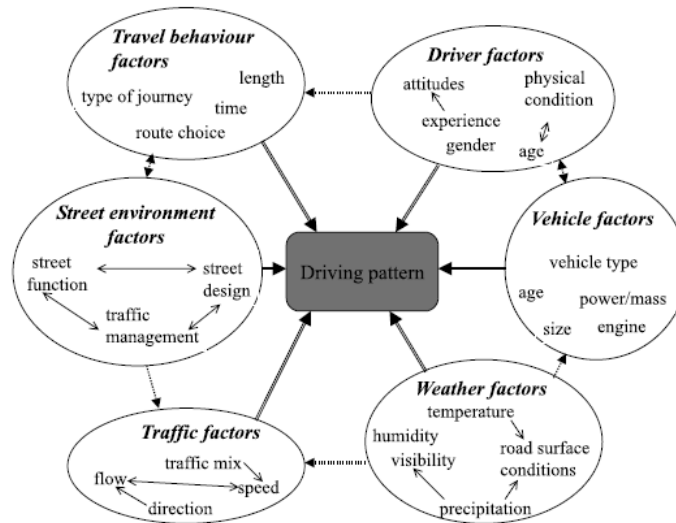 Travel behaviour
factors
length
type of journey
time
route choice
Driver factors
attitudes
physical
condition
experience
gender
age
Street environment
factors
street
function
street
design
traffic
management
Driving pattern
Vehicle factors
vehicle type
age
power/mass
size
engine
Traffic factors
traffic mix
flow
speed
direction
Weather factors
temperature
humidity
visibility
road surface
conditions
precipitation